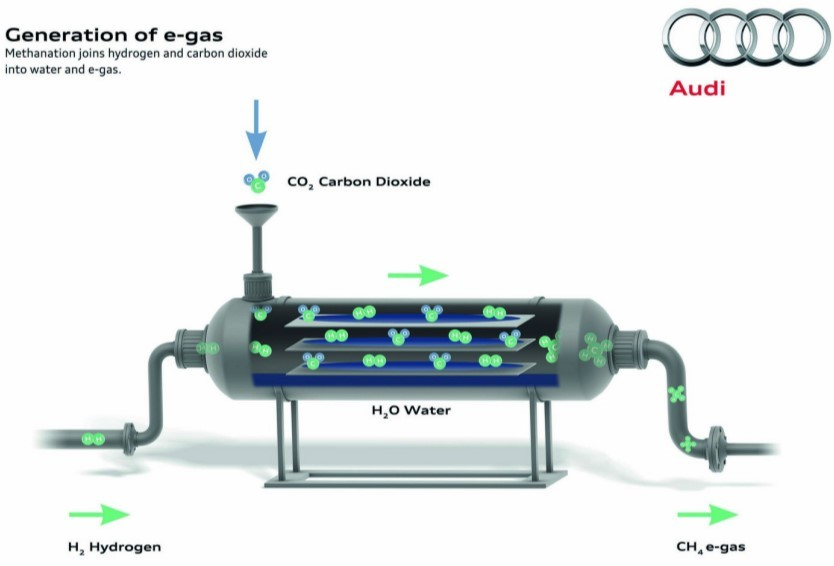 Generation of e-gas
Methanation joins hydrogen and carbon dioxide
into water and e-gas.
Audi
CO₂ Carbon Dioxide
H₂O Water
H₂ Hydrogen
CH₄ e-gas